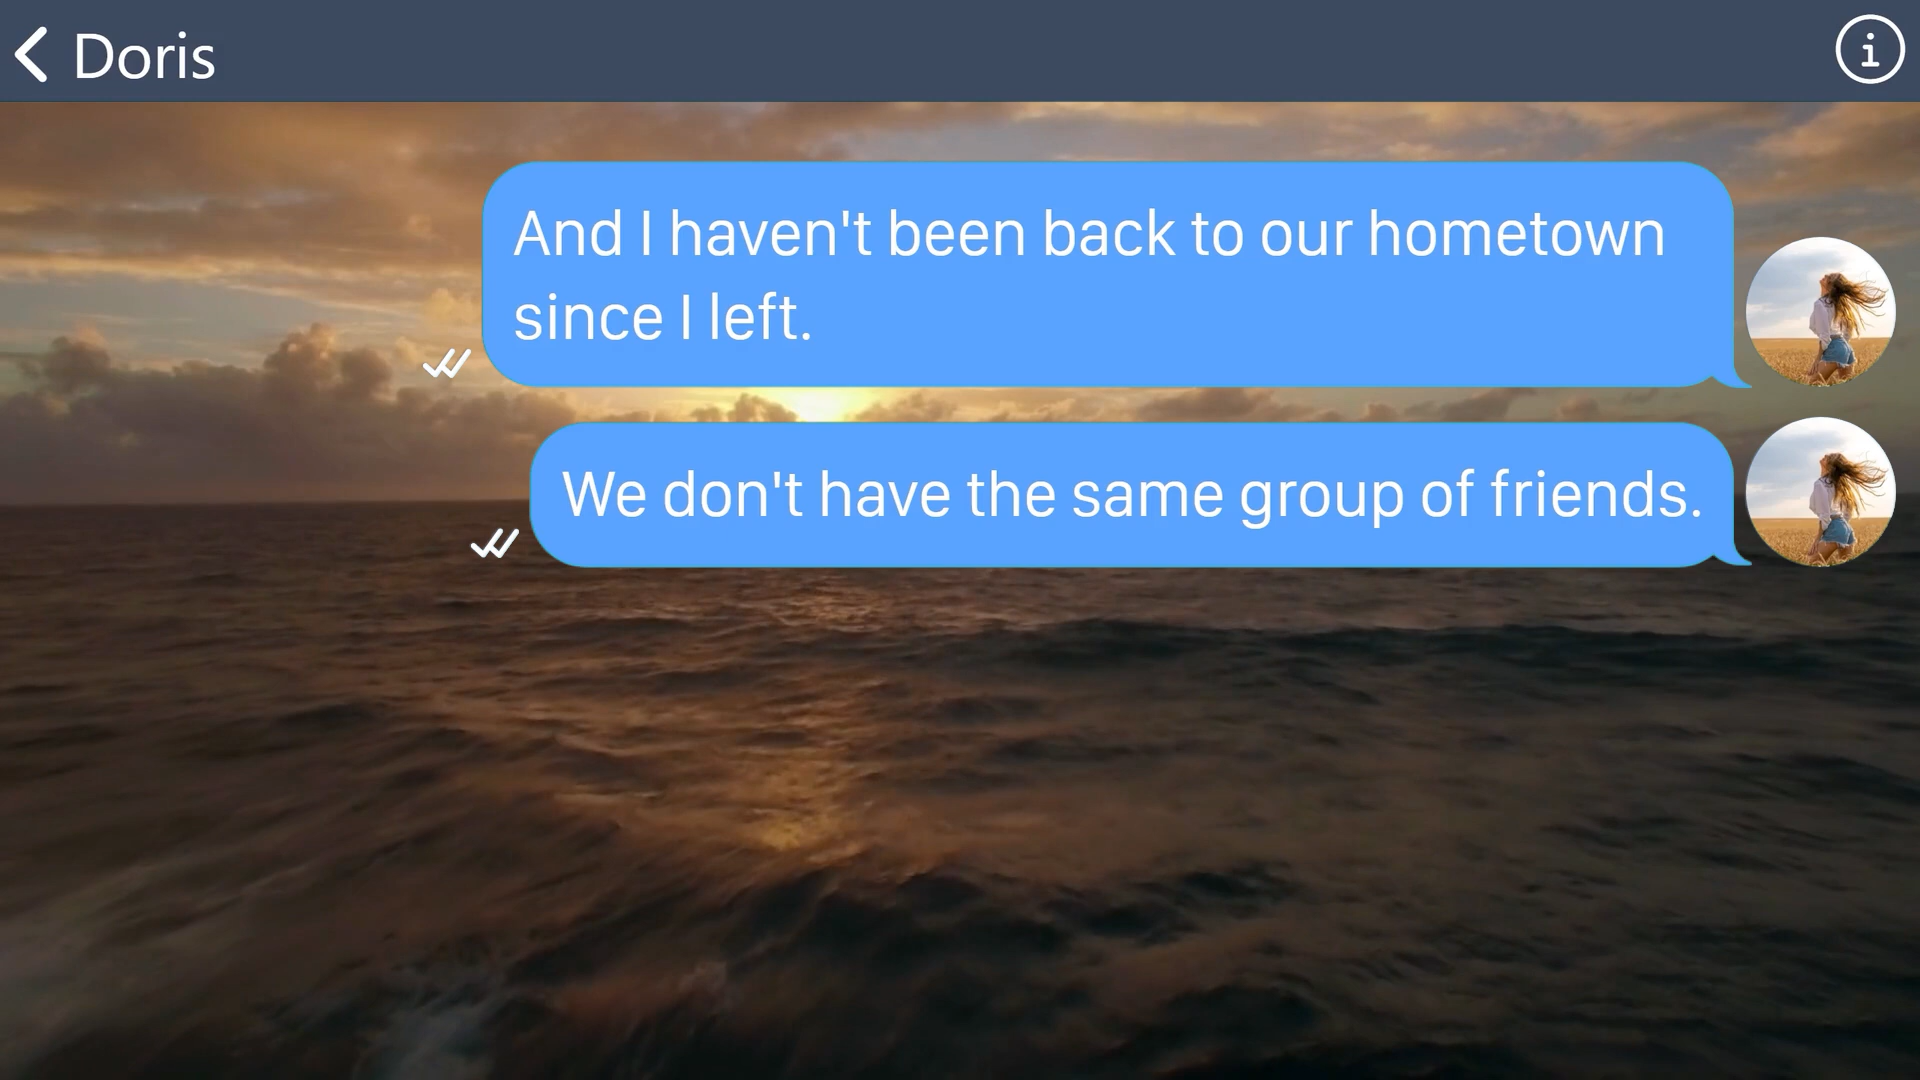 Doris
And I haven't been back to our hometown
since I left.
We don't have the same group of friends.